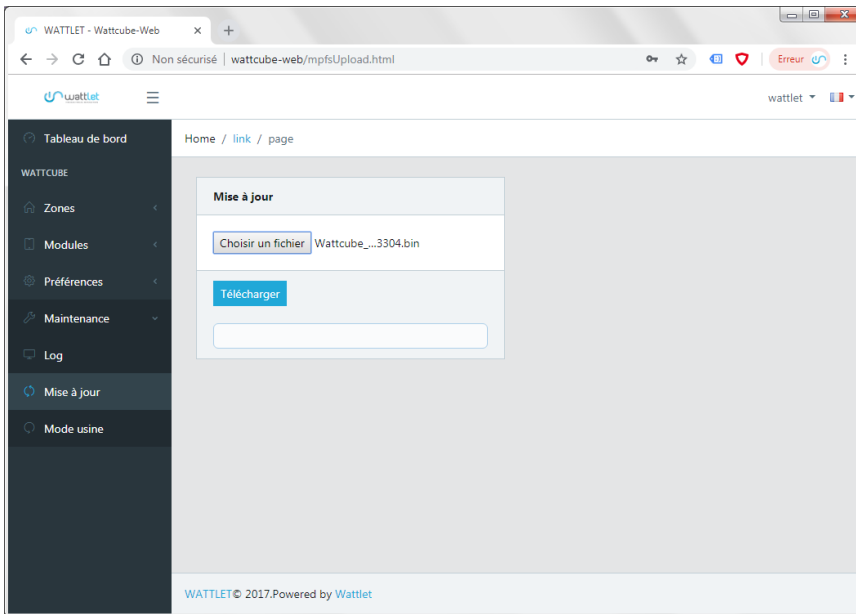 WATTLET - Wattcube-Web
Non sécurisé | wattcube-web/mpfsUpload.html
Erreur
wattlet
wattlet
Tableau de bord
Home / link / page
WATTCUBE
Zones
Modules
Préférences
Maintenance
Log
Mise à jour
Mode usine
Mise à jour
Choisir un fichier Wattcube_...3304.bin
Télécharger
WATTLET© 2017.Powered by Wattlet